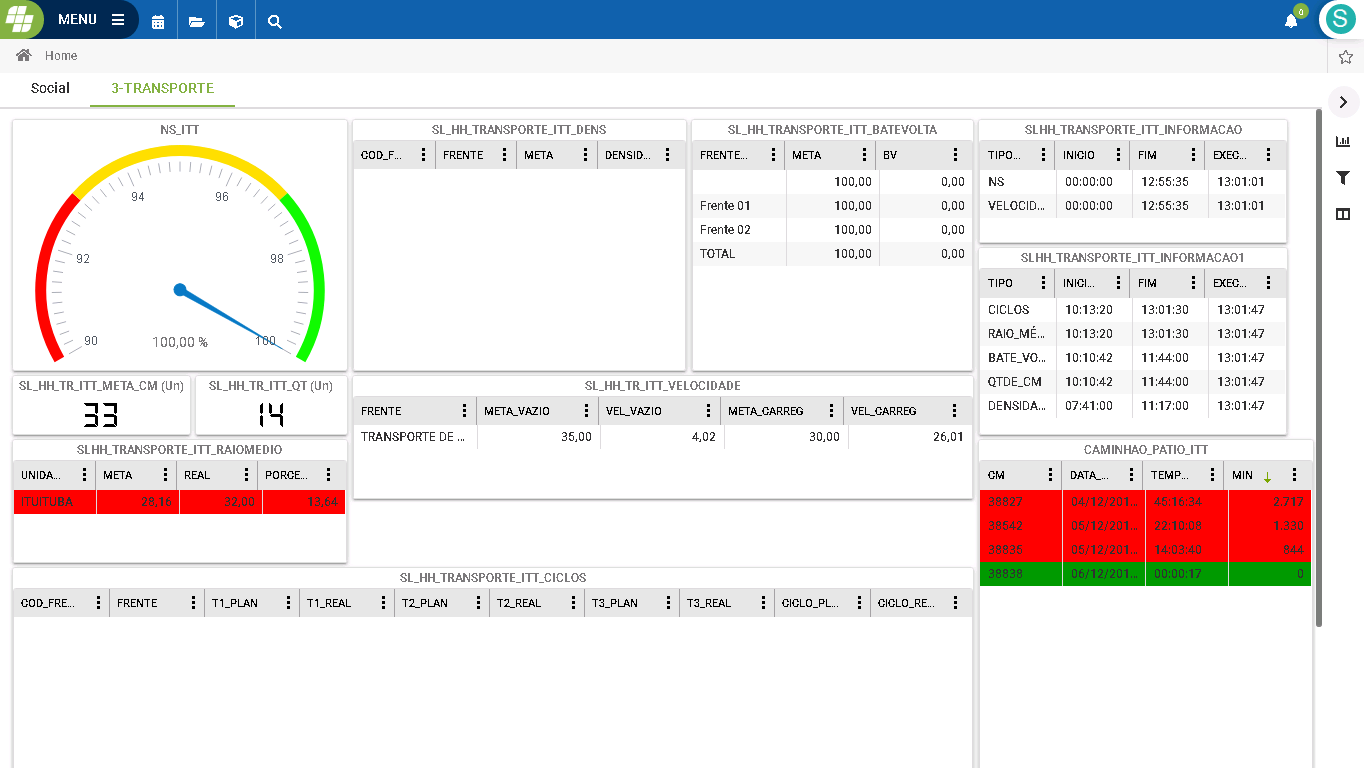 MENU
0
S
Home
Social 3-TRANSPORTE
NS_ITT
94 96
92 98
90 100
100,00 %
SL_HH_TRANSPORTE_ITT_DENS
COD_F... FRENTE META DENSID...
SL_HH_TRANSPORTE_ITT_BATEVOLTA
FRENTE... META BV
100,00 0,00
Frente 01 100,00 0,00
Frente 02 100,00 0,00
TOTAL 100,00 0,00
SLHH_TRANSPORTE_ITT_INFORMACAO
TIPO... INICIO FIM EXEC...
NS 00:00:00 12:55:35 13:01:01
VELOCID... 00:00:00 12:55:35 13:01:01
SLHH_TRANSPORTE_ITT_INFORMACAO1
TIPO INICI... FIM EXEC...
CICLOS 10:13:20 13:01:30 13:01:47
RAIO_MÉ... 10:13:20 13:01:30 13:01:47
BATE_VO... 10:10:42 11:44:00 13:01:47
QTDE_CM 10:10:42 11:44:00 13:01:47
DENSIDA... 07:41:00 11:17:00 13:01:47
SL_HH_TR_ITT_META_CM (Un)
33
SL_HH_TR_ITT_QT (Un)
14
SL_HH_TR_ITT_VELOCIDADE
FRENTE META_VAZIO VEL_VAZIO META_CARREG VEL_CARREG
TRANSPORTE DE ... 35,00 4,02 30,00 26,01
SLHH_TRANSPORTE_ITT_RAIOMEDIO
UNIDA... META REAL PORCE...
ITUITUBA 28,16 32,00 13,64
CAMINHAO_PATIO_ITT
CM DATA_... TEMP... MIN
38827 04/12/201... 45:16:34 2.717
38542 05/12/201... 22:10:08 1.330
38835 05/12/201... 14:03:40 844
38838 06/12/201... 00:00:17 0
SL_HH_TRANSPORTE_ITT_CICLOS
COD_FRE... FRENTE T1_PLAN T1_REAL T2_PLAN T2_REAL T3_PLAN T3_REAL CICLO_PL... CICLO_RE...